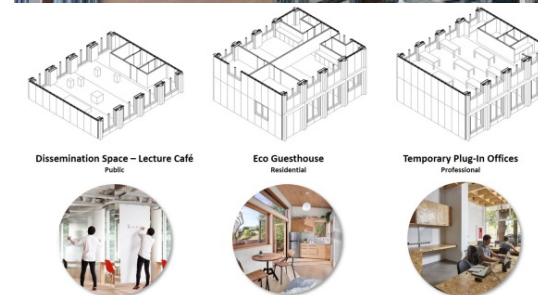 Dissemination Space – Lecture Café
Public
Eco Guesthouse
Residential
Temporary Plug-In Offices
Professional